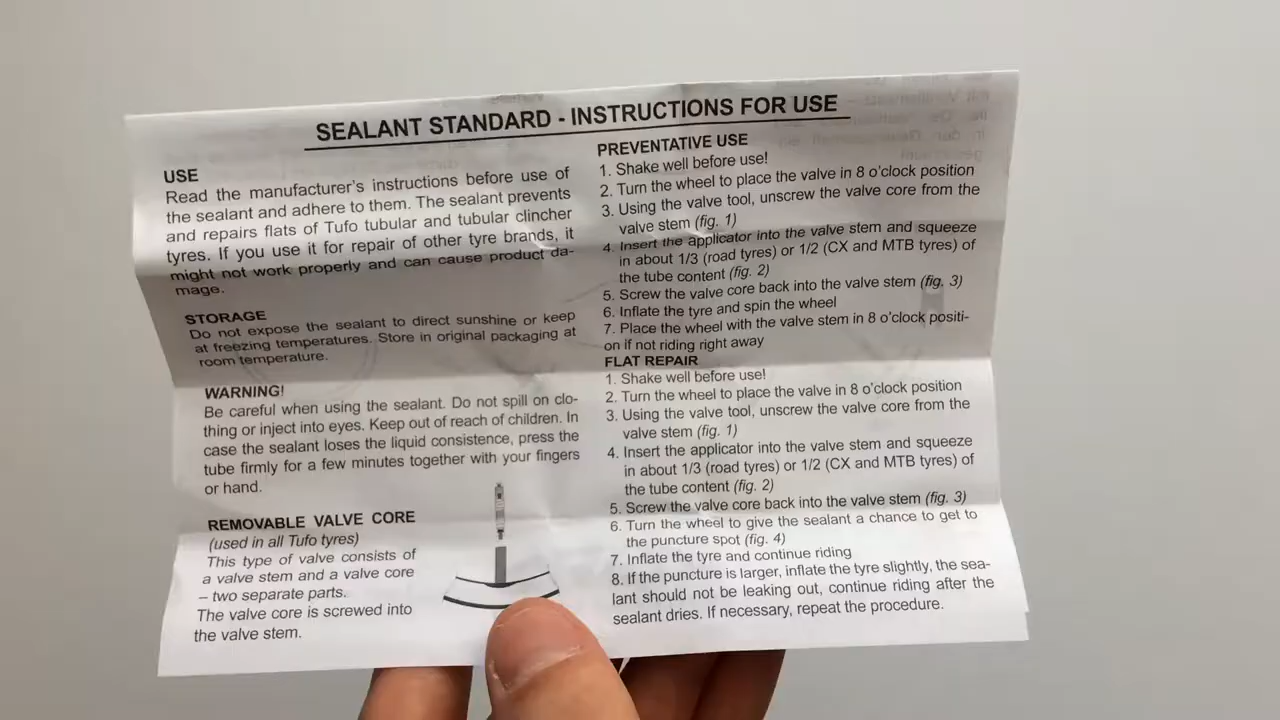 SEALANT STANDARD - INSTRUCTIONS FOR USE
USE
Read the manufacturer's instructions before use of
the sealant and adhere to them. The sealant prevents
and repairs flats of Tufo tubular and tubular clincher
tyres. If you use it for repair of other tyre brands, it
might not work properly and can cause product da-
mage.
STORAGE
Do not expose the sealant to direct sunshine or keep
at freezing temperatures. Store in original packaging at
room temperature.
WARNING!
Be careful when using the sealant. Do not spill on clo-
thing or inject into eyes. Keep out of reach of children. In
case the sealant loses the liquid consistence, press the
tube firmly for a few minutes together with your fingers
or hand.
REMOVABLE VALVE CORE
(used in all Tufo tyres)
This type of valve consists of
a valve stem and a valve core
– two separate parts.
The valve core is screwed into
the valve stem.
PREVENTATIVE USE
1. Shake well before use!
2. Turn the wheel to place the valve in 8 o'clock position
3. Using the valve tool, unscrew the valve core from the
valve stem (fig. 1)
4. Insert the applicator into the valve stem and squeeze
in about 1/3 (road tyres) or 1/2 (CX and MTB tyres) of
the tube content (fig. 2)
5. Screw the valve core back into the valve stem (fig. 3)
6. Inflate the tyre and spin the wheel
7. Place the wheel with the valve stem in 8 o'clock positi-
on if not riding right away
FLAT REPAIR
1. Shake well before use!
2. Turn the wheel to place the valve in 8 o'clock position
3. Using the valve tool, unscrew the valve core from the
valve stem (fig. 1)
4. Insert the applicator into the valve stem and squeeze
in about 1/3 (road tyres) or 1/2 (CX and MTB tyres) of
the tube content (fig. 2)
5. Screw the valve core back into the valve stem (fig. 3)
6. Turn the wheel to give the sealant a chance to get to
the puncture spot (fig. 4)
7. Inflate the tyre and continue riding
8. If the puncture is larger, inflate the tyre slightly, the sea-
lant should not be leaking out, continue riding after the
sealant dries. If necessary, repeat the procedure.